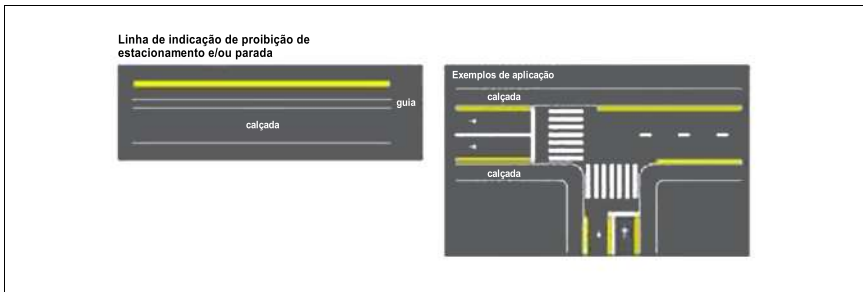 Linha de indicação de proibição de
estacionamento e/ou parada
guia
calçada
Exemplos de aplicação
calçada
calçada